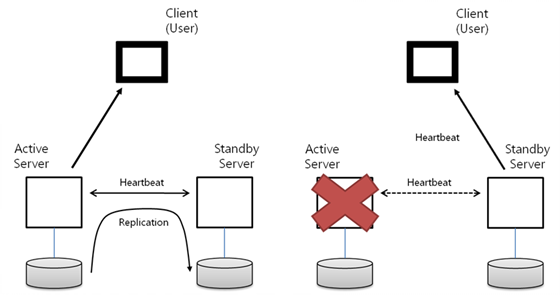 Client
(User)
Active
Server
Standby
Server
Heartbeat
Replication
Client
(User)
Heartbeat
Active
Server
Standby
Server
Heartbeat